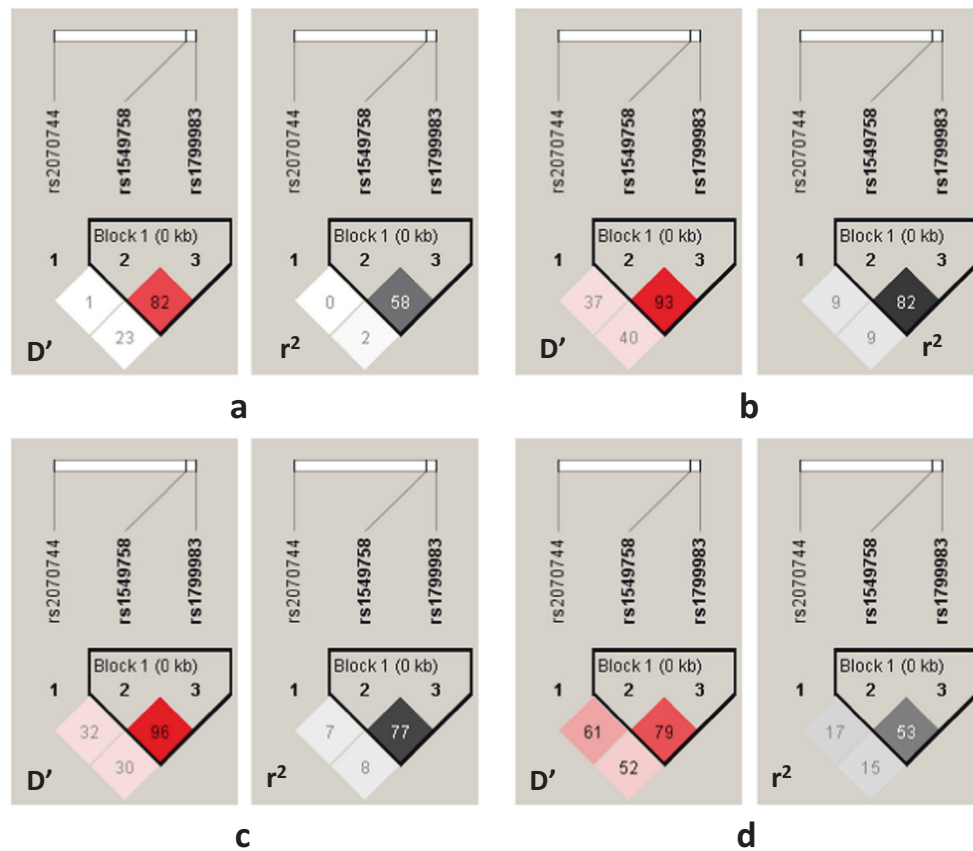 rs2070744 rs1549758 rs1799983
Block 1 (0 kb)
1 2 3
1 82
23
D’
rs2070744 rs1549758 rs1799983
Block 1 (0 kb)
1 2 3
0 58
2
r²
a
rs2070744 rs1549758 rs1799983
Block 1 (0 kb)
1 2 3
37 93
40
D’
rs2070744 rs1549758 rs1799983
Block 1 (0 kb)
1 2 3
9 82
9
r²
b
rs2070744 rs1549758 rs1799983
Block 1 (0 kb)
1 2 3
32 96
30
D’
rs2070744 rs1549758 rs1799983
Block 1 (0 kb)
1 2 3
7 77
8
r²
c
rs2070744 rs1549758 rs1799983
Block 1 (0 kb)
1 2 3
61 79
52
D’
rs2070744 rs1549758 rs1799983
Block 1 (0 kb)
1 2 3
17 53
15
r²
d